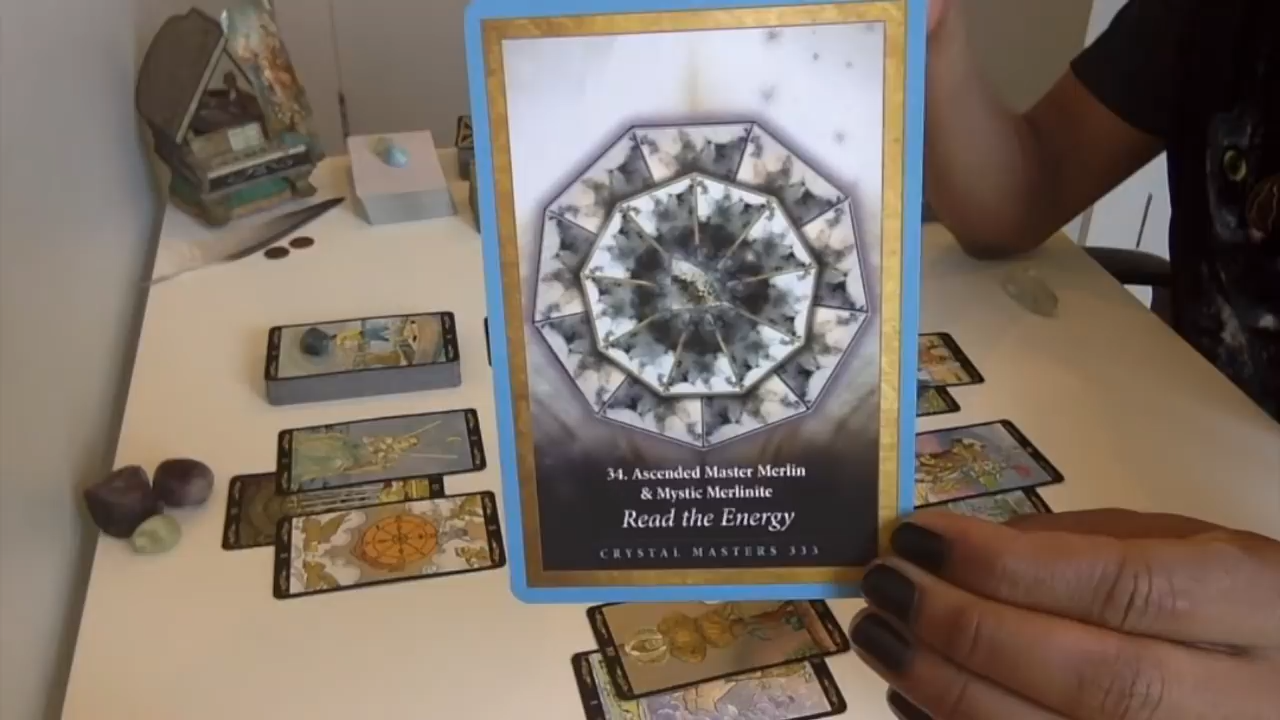 34. Ascended Master Merlin
& Mystic Merlinite
Read the Energy
CRYSTAL MASTERS 333